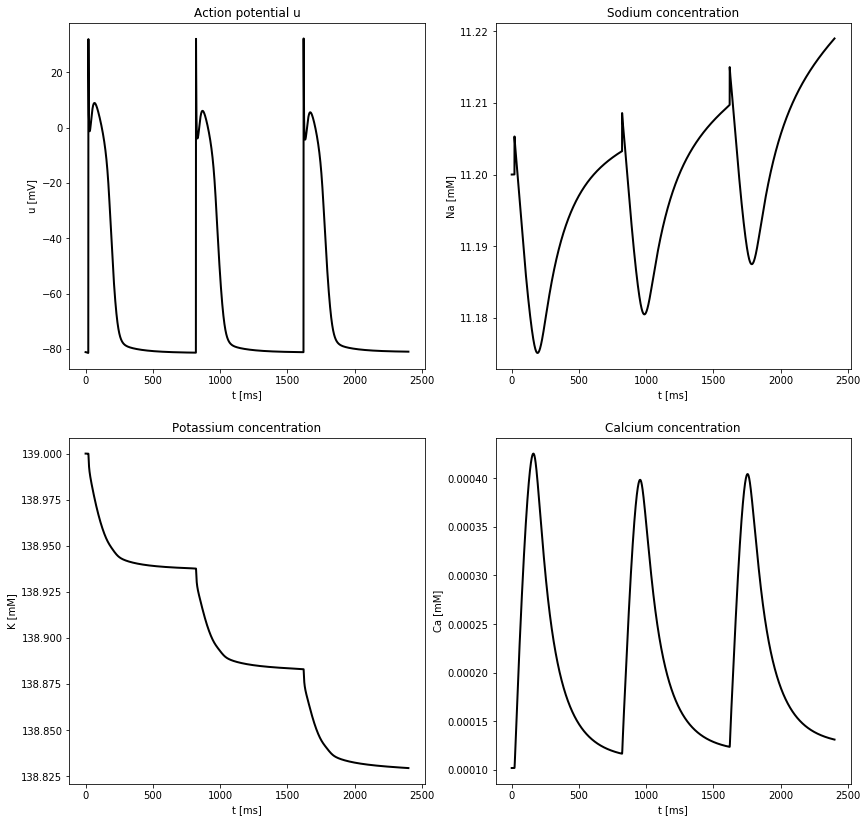 Action potential u
20
0
−20
−40
−60
−80
u [mV]
0 500 1000 1500 2000 2500
t [ms]
Sodium concentration
11.22
11.21
11.20
11.19
11.18
Na [mM]
0 500 1000 1500 2000 2500
t [ms]
Potassium concentration
139.000
138.975
138.950
138.925
138.900
138.875
138.850
138.825
K [mM]
0 500 1000 1500 2000 2500
t [ms]
Calcium concentration
0.00040
0.00035
0.00030
0.00025
0.00020
0.00015
0.00010
Ca [mM]
0 500 1000 1500 2000 2500
t [ms]